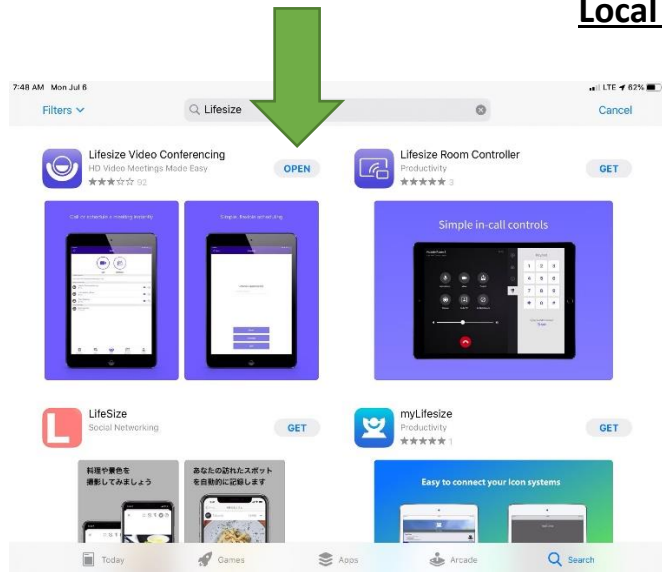 Local
7:48 AM Mon Jul 6
LTE 62%
Filters
Lifesize
Cancel
Lifesize Video Conferencing
HD Video Meetings Made Easy
92
OPEN
Lifesize Room Controller
Productivity
3
GET
Simple in-call controls
LifeSize
Social Networking
GET
myLifesize
Productivity
1
GET
料理や景色を
撮影してみましょう
あなたの訪れたスポット
を自動的に記録します
Easy to connect your Icon systems
Today
Games
Apps
Arcade
Search